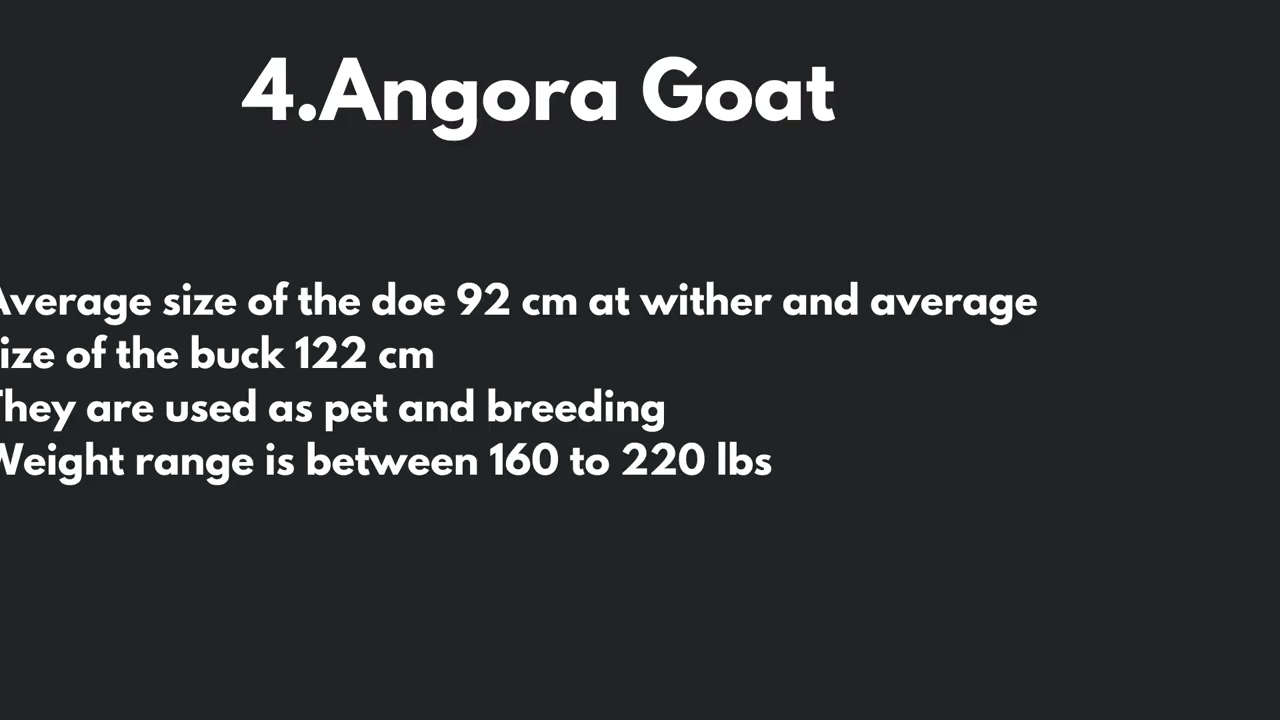 4.Angora Goat
Average size of the doe 92 cm at wither and average
ize of the buck 122 cm
They are used as pet and breeding
Weight range is between 160 to 220 lbs